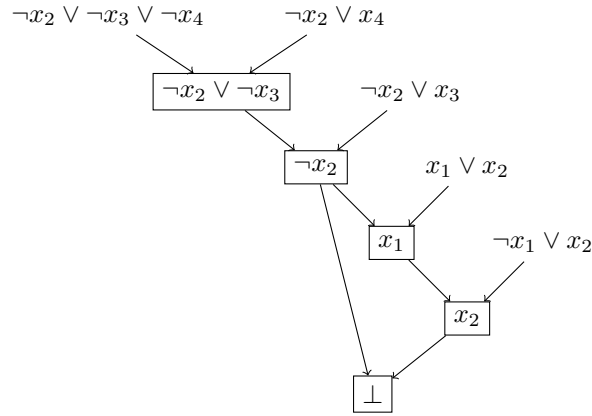 ¬x₂ ∨ ¬x₃ ∨ ¬x₄ ¬x₂ ∨ x₄
¬x₂ ∨ ¬x₃ ¬x₂ ∨ x₃
¬x₂ x₁ ∨ x₂
x₁ ¬x₁ ∨ x₂
x₂
⊥